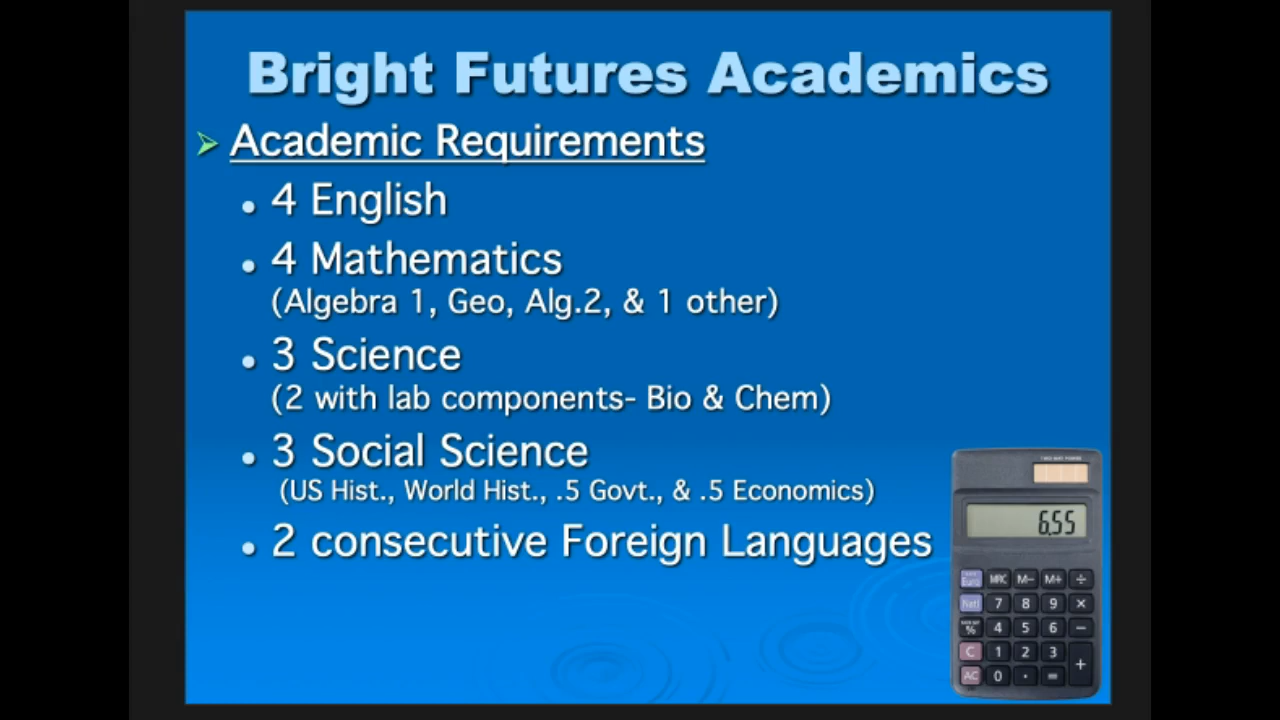 Bright Futures Academics
Academic Requirements
4 English
4 Mathematics
(Algebra 1, Geo, Alg.2, & 1 other)
3 Science
(2 with lab components- Bio & Chem)
3 Social Science
(US Hist., World Hist., .5 Govt., & .5 Economics)
2 consecutive Foreign Languages
6.55
MRC M− M+ ÷
7 8 9 ×
% 4 5 6 −
C 1 2 3 +
AC 0 · =